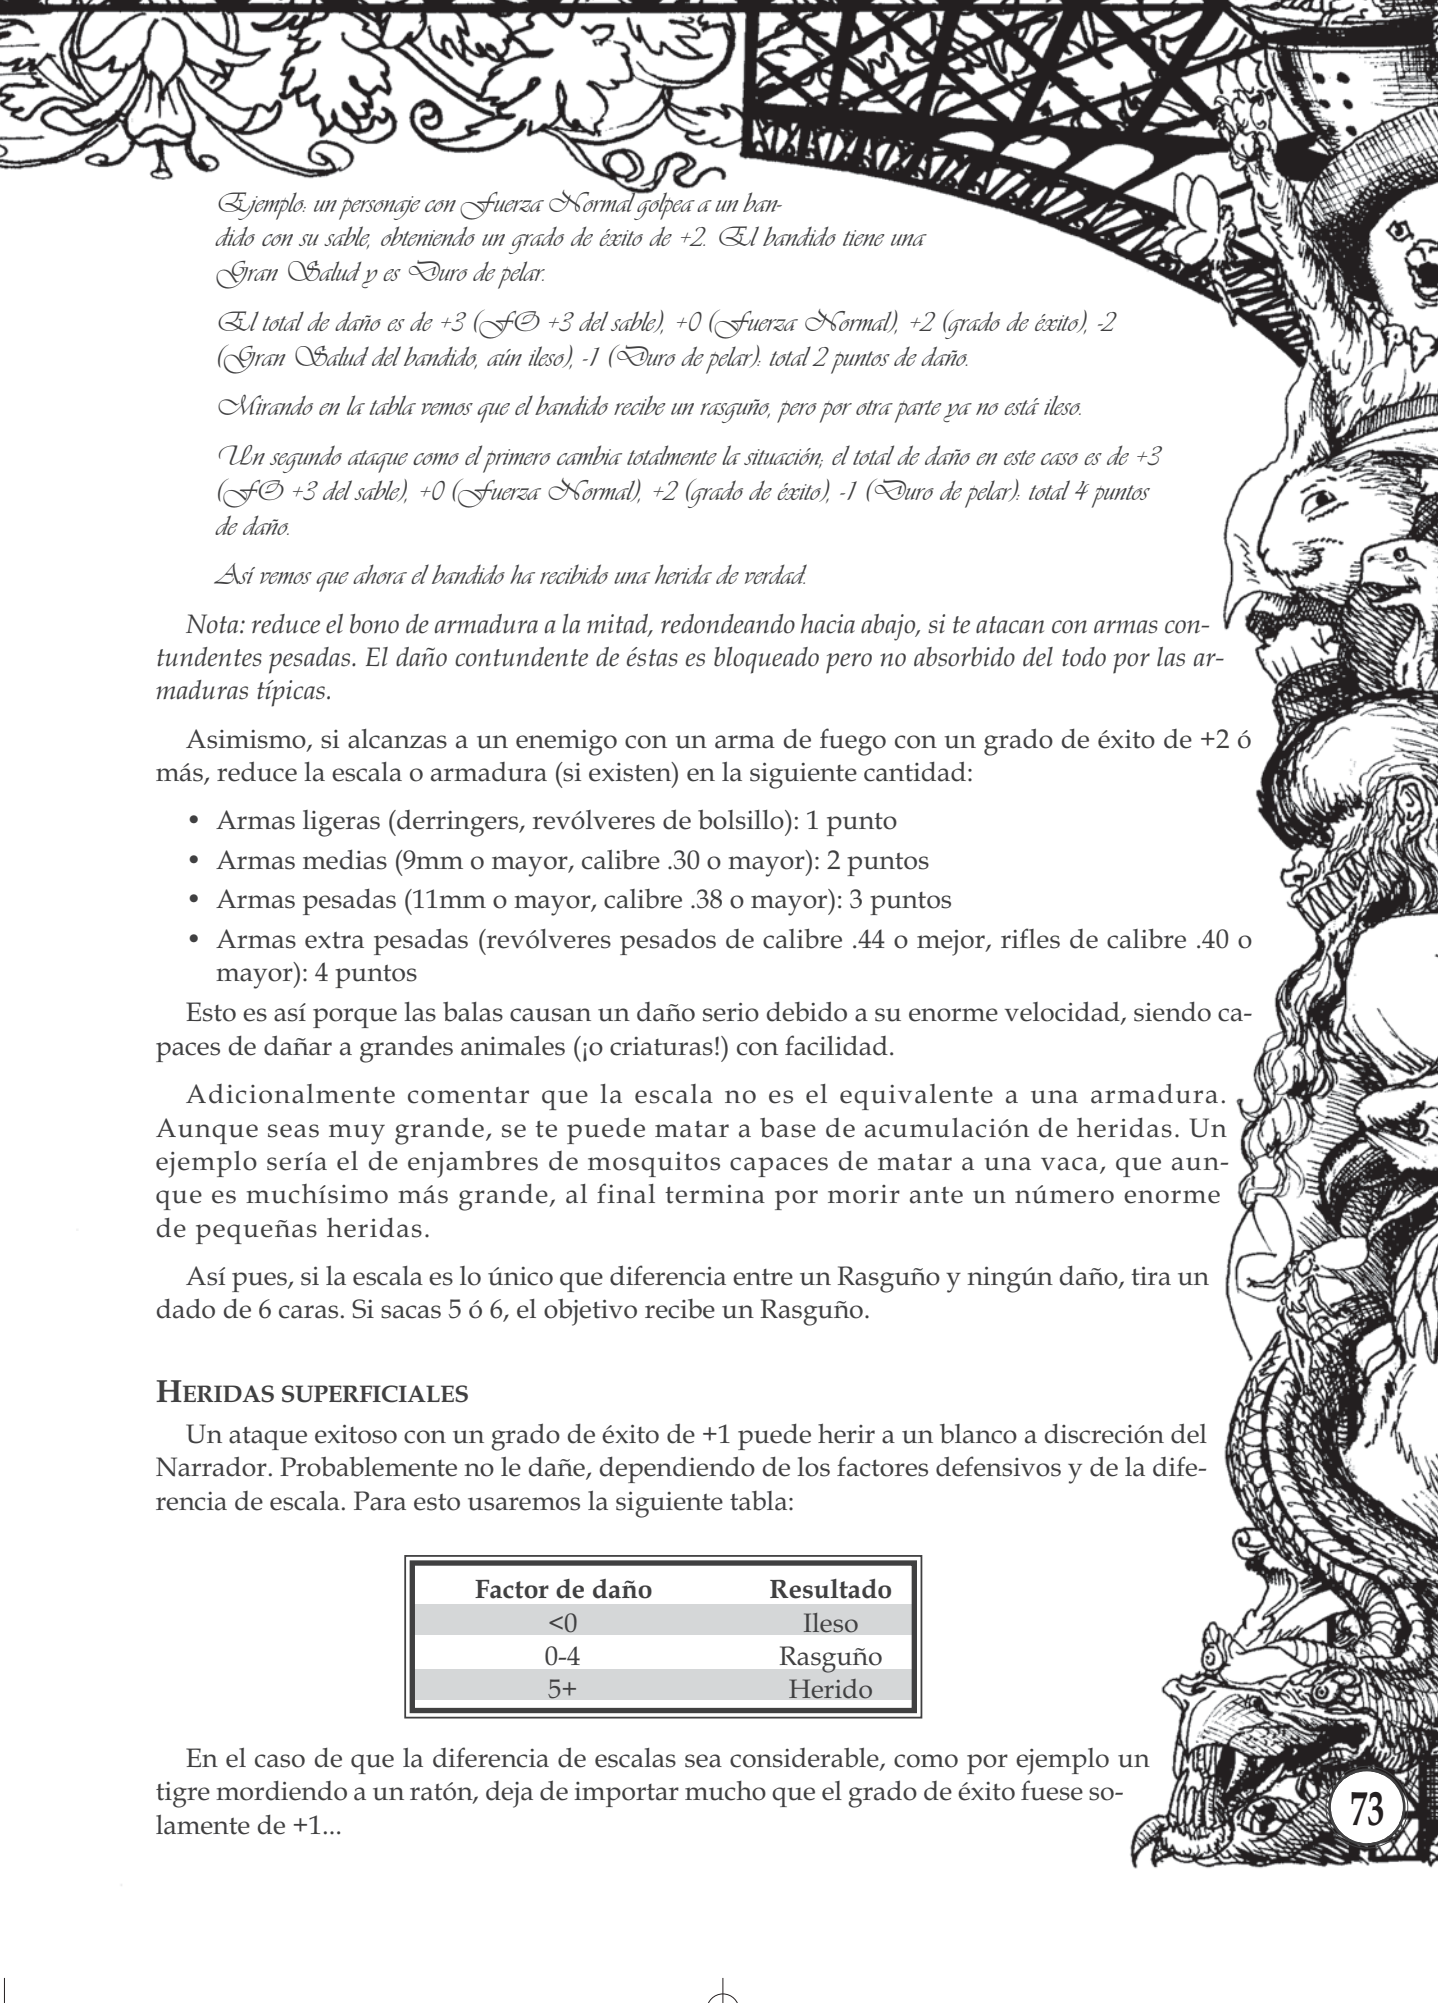 Ejemplo: un personaje con Fuerza Normal golpea a un ban-
dido con su sable, obteniendo un grado de éxito de +2. El bandido tiene una
Gran Salud y es Duro de pelar.
El total de daño es de +3 (FO +3 del sable), +0 (Fuerza Normal), +2 (grado de éxito), -2
(Gran Salud del bandido, aún ileso), -1 (Duro de pelar): total 2 puntos de daño.
Mirando en la tabla vemos que el bandido recibe un rasguño, pero por otra parte ya no está ileso.
Un segundo ataque como el primero cambia totalmente la situación; el total de daño en este caso es de +3
(FO +3 del sable), +0 (Fuerza Normal), +2 (grado de éxito), -1 (Duro de pelar): total 4 puntos
de daño.
Así vemos que ahora el bandido ha recibido una herida de verdad.
Nota: reduce el bono de armadura a la mitad, redondeando hacia abajo, si te atacan con armas con-
tundentes pesadas. El daño contundente de éstas es bloqueado pero no absorbido del todo por las ar-
maduras típicas.
Asimismo, si alcanzas a un enemigo con un arma de fuego con un grado de éxito de +2 ó
más, reduce la escala o armadura (si existen) en la siguiente cantidad:
• Armas ligeras (derringers, revólveres de bolsillo): 1 punto
• Armas medias (9mm o mayor, calibre .30 o mayor): 2 puntos
• Armas pesadas (11mm o mayor, calibre .38 o mayor): 3 puntos
• Armas extra pesadas (revólveres pesados de calibre .44 o mejor, rifles de calibre .40 o
mayor): 4 puntos
Esto es así porque las balas causan un daño serio debido a su enorme velocidad, siendo ca-
paces de dañar a grandes animales (¡o criaturas!) con facilidad.
Adicionalmente comentar que la escala no es el equivalente a una armadura.
Aunque seas muy grande, se te puede matar a base de acumulación de heridas. Un
ejemplo sería el de enjambres de mosquitos capaces de matar a una vaca, que aun-
que es muchísimo más grande, al final termina por morir ante un número enorme
de pequeñas heridas.
Así pues, si la escala es lo único que diferencia entre un Rasguño y ningún daño, tira un
dado de 6 caras. Si sacas 5 ó 6, el objetivo recibe un Rasguño.
HERIDAS SUPERFICIALES
Un ataque exitoso con un grado de éxito de +1 puede herir a un blanco a discreción del
Narrador. Probablemente no le dañe, dependiendo de los factores defensivos y de la dife-
rencia de escala. Para esto usaremos la siguiente tabla:
Factor de daño Resultado
<0 Ileso
0-4 Rasguño
5+ Herido
En el caso de que la diferencia de escalas sea considerable, como por ejemplo un
tigre mordiendo a un ratón, deja de importar mucho que el grado de éxito fuese so-
lamente de +1...
73